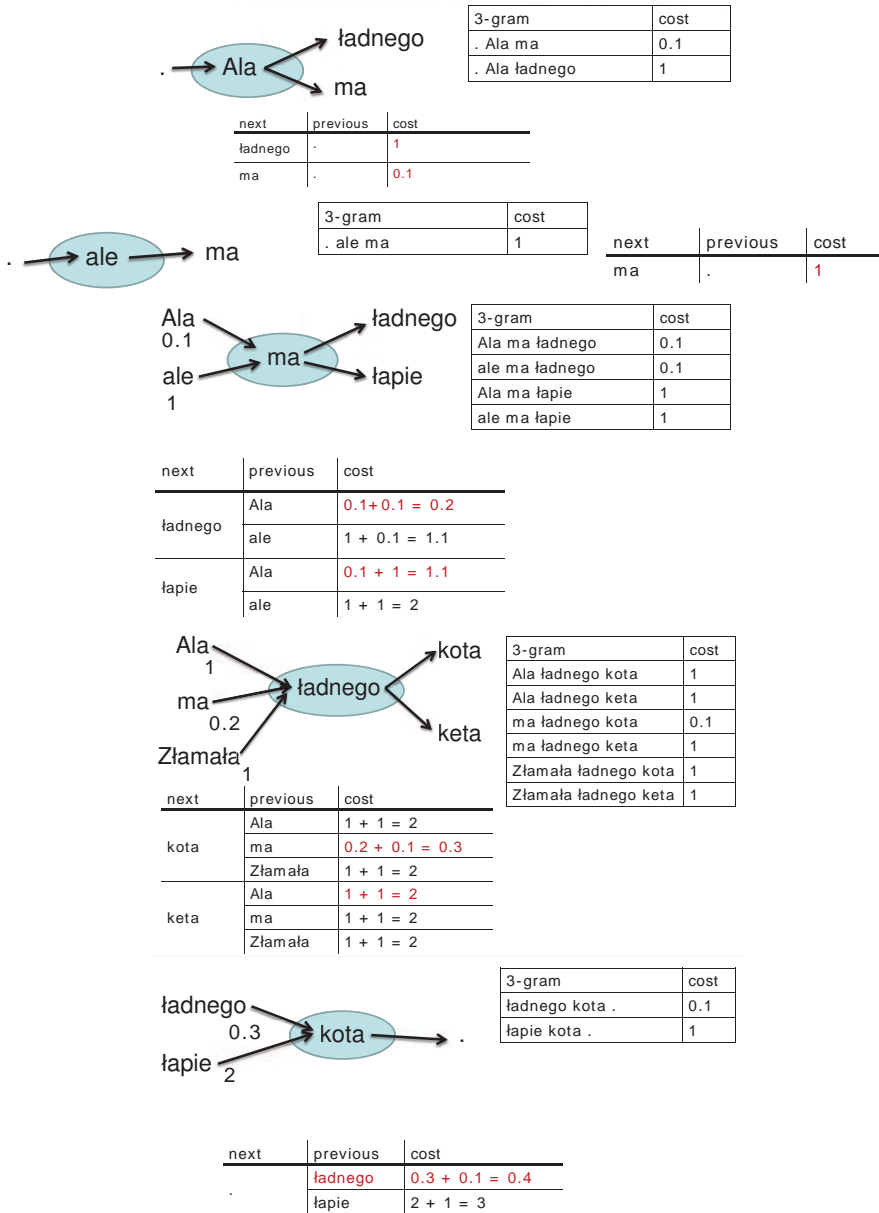 . Ala ładnego
ma
3-gram cost
. Ala ma 0.1
. Ala ładnego 1
next previous cost
ładnego . 1
ma . 0.1
. ale ma
3-gram cost
. ale ma 1
next previous cost
ma . 1
Ala
0.1
ale
1
ma
ładnego
łapie
3-gram cost
Ala ma ładnego 0.1
ale ma ładnego 0.1
Ala ma łapie 1
ale ma łapie 1
next previous cost
ładnego
Ala 0.1+0.1 = 0.2
ale 1 + 0.1 = 1.1
łapie
Ala 0.1 + 1 = 1.1
ale 1 + 1 = 2
Ala
1
ma
0.2
Złamała
1
ładnego
kota
keta
3-gram cost
Ala ładnego kota 1
Ala ładnego keta 1
ma ładnego kota 0.1
ma ładnego keta 1
Złamała ładnego kota 1
Złamała ładnego keta 1
next previous cost
kota
Ala 1 + 1 = 2
ma 0.2 + 0.1 = 0.3
Złamała 1 + 1 = 2
keta
Ala 1 + 1 = 2
ma 1 + 1 = 2
Złamała 1 + 1 = 2
ładnego
0.3
łapie
2
kota
.
3-gram cost
ładnego kota . 0.1
łapie kota . 1
next previous cost
.
ładnego 0.3 + 0.1 = 0.4
łapie 2 + 1 = 3